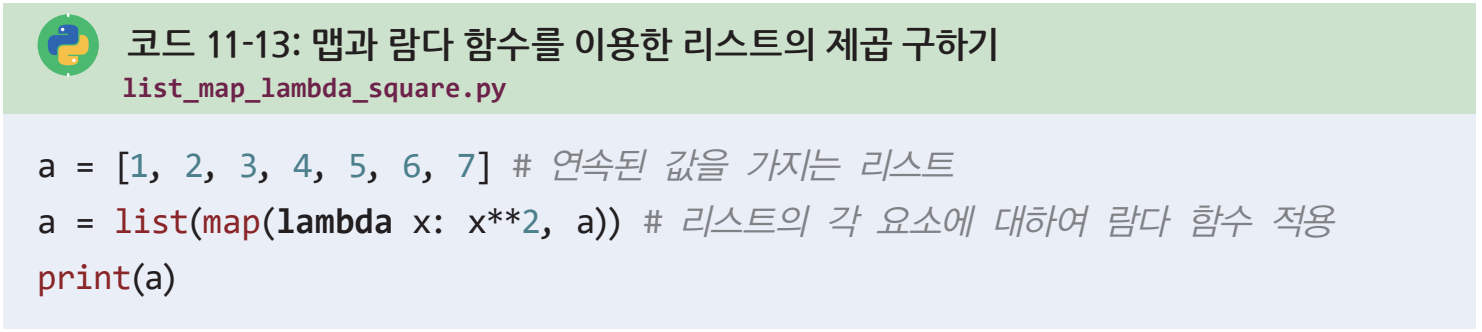 코드 11-13: 맵과 람다 함수를 이용한 리스트의 제곱 구하기
list_map_lambda_square.py
a = [1, 2, 3, 4, 5, 6, 7] # 연속된 값을 가지는 리스트
a = list(map(lambda x: x**2, a)) # 리스트의 각 요소에 대하여 람다 함수 적용
print(a)